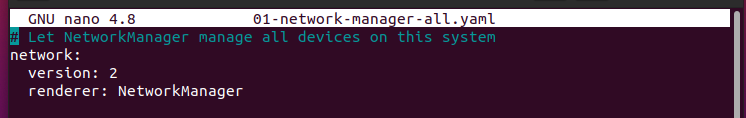 GNU nano 4.8 01-network-manager-all.yaml
# Let NetworkManager manage all devices on this system
network:
  version: 2
  renderer: NetworkManager